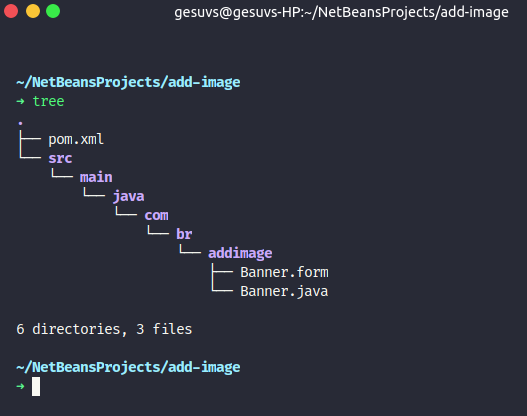 gesuvs@gesuvs-HP:~/NetBeansProjects/add-image
~/NetBeansProjects/add-image
➜ tree
.
├── pom.xml
└── src
    └── main
        └── java
            └── com
                └── br
                    └── addimage
                        ├── Banner.form
                        └── Banner.java
6 directories, 3 files
~/NetBeansProjects/add-image
➜